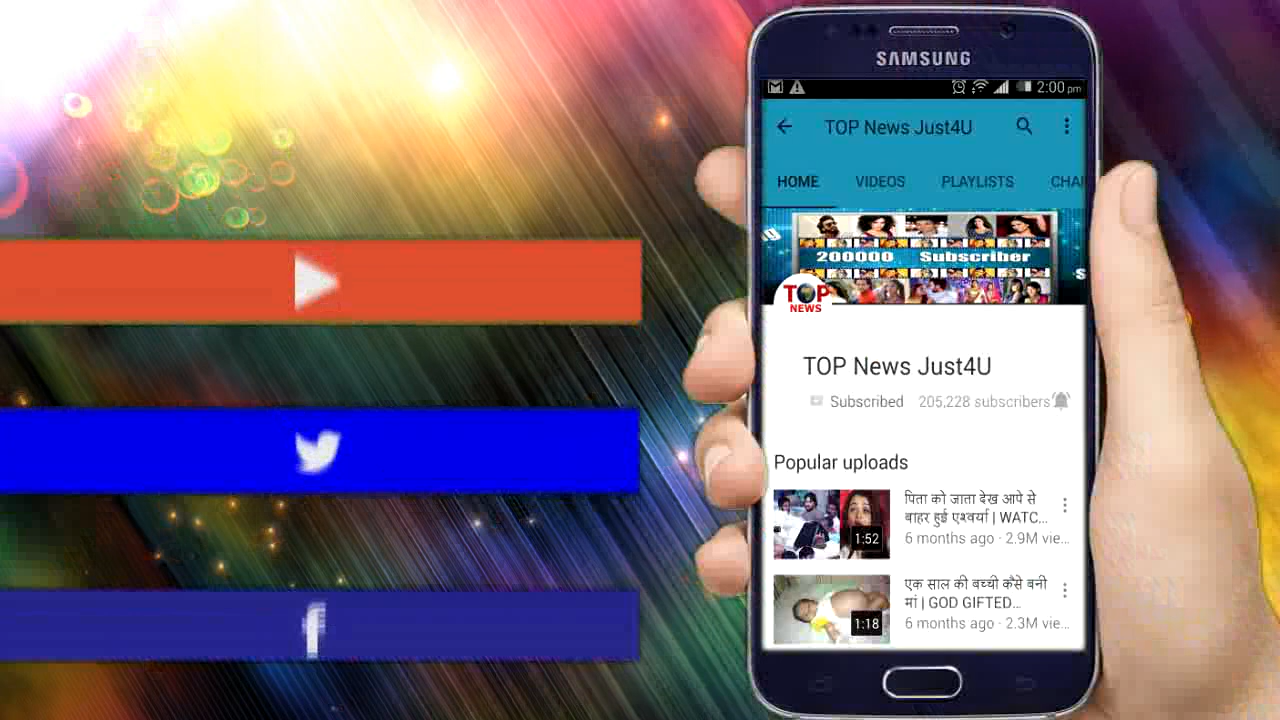 SAMSUNG
2:00 pm
TOP News Just4U
HOME VIDEOS PLAYLISTS CHA
200000 Subscriber
TOP
NEWS
TOP News Just4U
Subscribed 205,228 subscribers
Popular uploads
पिता को जाता देख आपे से
बाहर हुई एश्वर्या | WATC...
6 months ago · 2.9M vie...
1:52
एक साल की बच्ची कैसे बनी
मां | GOD GIFTED...
6 months ago · 2.3M vie...
1:18